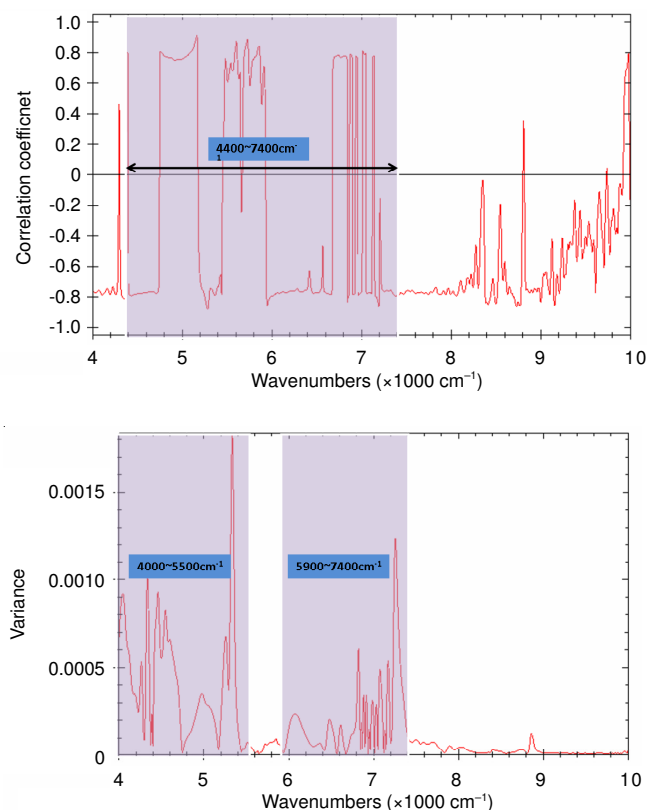 1.0
0.8
0.6
0.4
0.2
0
-0.2
-0.4
-0.6
-0.8
-1.0
Correlation coefficnet
4400~7400cm-
1
4 5 6 7 8 9 10
Wavenumbers (×1000 cm⁻¹)
0.0015
0.0010
0.0005
0
Variance
4000~5500cm-1
5900~7400cm-1
4 5 6 7 8 9 10
Wavenumbers (×1000 cm⁻¹)